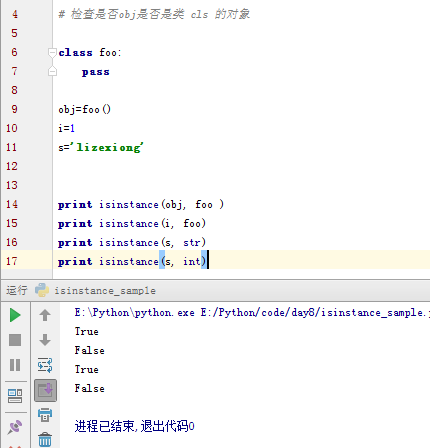 4 # 检查是否obj是否是类 cls 的对象
5
6 class foo:
7 pass
8
9 obj=foo()
10 i=1
11 s='lizexiong'
12
13
14 print isinstance(obj, foo )
15 print isinstance(i, foo)
16 print isinstance(s, str)
17 print isinstance(s, int)
运行 isinstance_sample
E:\Python\python.exe E:/Python/code/day8/isinstance_sample.
True
False
True
False
进程已结束,退出代码0